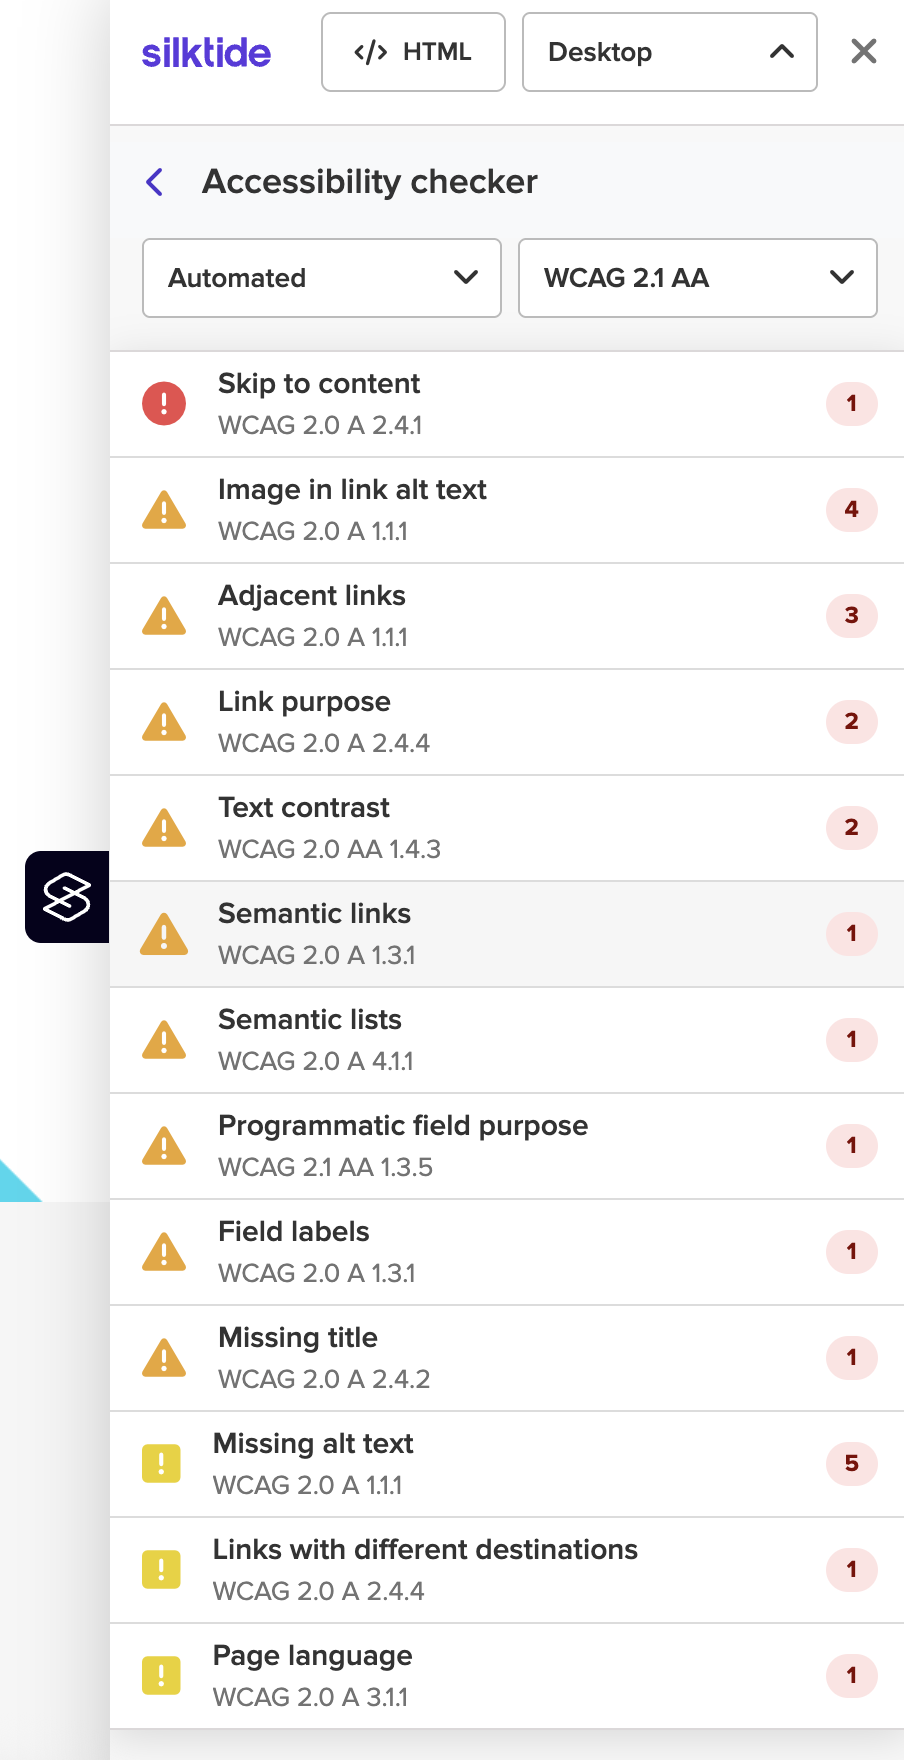 silktide
</> HTML
Desktop
Accessibility checker
Automated
WCAG 2.1 AA
Skip to content
WCAG 2.0 A 2.4.1
1
Image in link alt text
WCAG 2.0 A 1.1.1
4
Adjacent links
WCAG 2.0 A 1.1.1
3
Link purpose
WCAG 2.0 A 2.4.4
2
Text contrast
WCAG 2.0 AA 1.4.3
2
Semantic links
WCAG 2.0 A 1.3.1
1
Semantic lists
WCAG 2.0 A 4.1.1
1
Programmatic field purpose
WCAG 2.1 AA 1.3.5
1
Field labels
WCAG 2.0 A 1.3.1
1
Missing title
WCAG 2.0 A 2.4.2
1
Missing alt text
WCAG 2.0 A 1.1.1
5
Links with different destinations
WCAG 2.0 A 2.4.4
1
Page language
WCAG 2.0 A 3.1.1
1